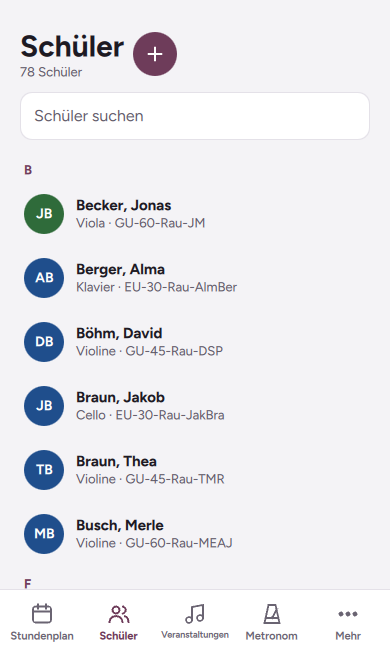 Schüler
78 Schüler
Schüler suchen
B
JB
Becker, Jonas
Viola · GU-60-Rau-JM
AB
Berger, Alma
Klavier · EU-30-Rau-AlmBer
DB
Böhm, David
Violine · GU-45-Rau-DSP
JB
Braun, Jakob
Cello · EU-30-Rau-JakBra
TB
Braun, Thea
Violine · GU-45-Rau-TMR
MB
Busch, Merle
Violine · GU-60-Rau-MEAJ
F
Stundenplan
Schüler
Veranstaltungen
Metronom
Mehr